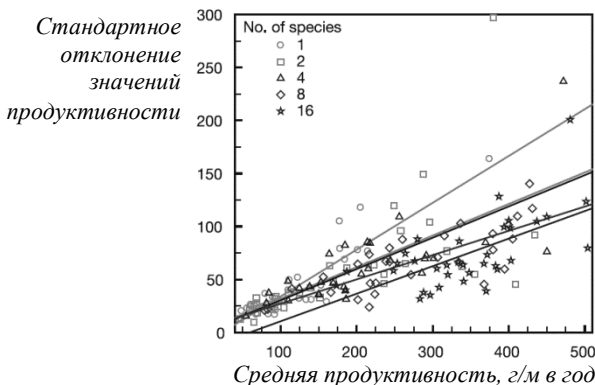 Стандартное
отклонение
значений
продуктивности
300
250
200
150
100
50
0
No. of species
1
2
4
8
16
100 200 300 400 500
Средняя продуктивность, г/м в год